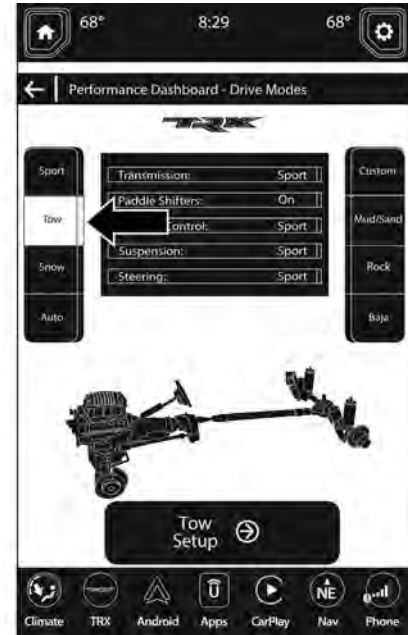 68° 8:29 68°
Performance Dashboard - Drive Modes
TRX
Sport
Tow
Snow
Auto
Transmission: Sport
Paddle Shifters: On
Control: Sport
Suspension: Sport
Steering: Sport
Custom
Mud/Sand
Rock
Baja
Tow
Setup
Climate TRX Android Apps CarPlay Nav Phone
NE